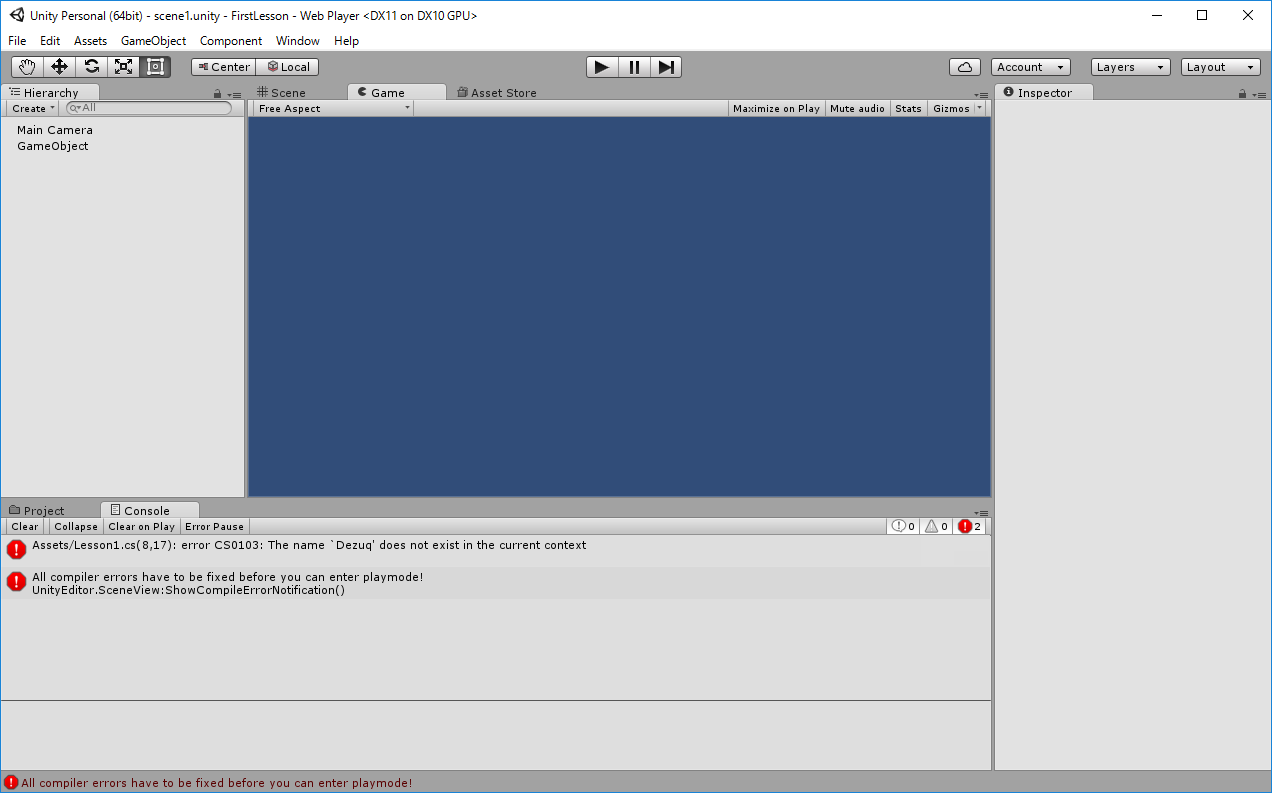 Unity Personal (64bit) - scene1.unity - FirstLesson - Web Player <DX11 on DX10 GPU>
File Edit Assets GameObject Component Window Help
Center Local Account Layers Layout
Hierarchy Scene Game Asset Store Inspector
Create All Free Aspect Maximize on Play Mute audio Stats Gizmos
Main Camera
GameObject
Project Console
Clear Collapse Clear on Play Error Pause 0 0 2
Assets/Lesson1.cs(8,17): error CS0103: The name `Dezuq' does not exist in the current context
All compiler errors have to be fixed before you can enter playmode!
UnityEditor.SceneView:ShowCompileErrorNotification()
All compiler errors have to be fixed before you can enter playmode!